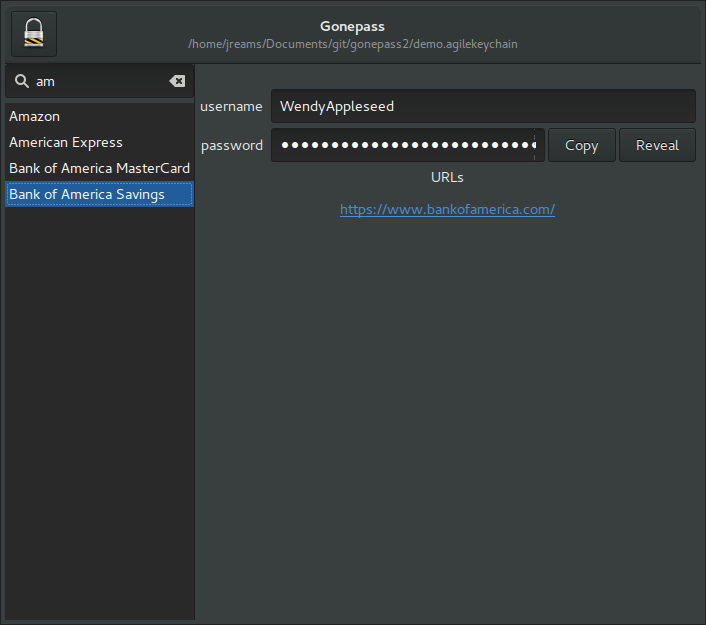 Gonepass
/home/jreams/Documents/git/gonepass2/demo.agilekeychain
am
Amazon
American Express
Bank of America MasterCard
Bank of America Savings
username WendyAppleseed
password ●●●●●●●●●●●●●●●●●●●●●●●●●● Copy Reveal
URLs
https://www.bankofamerica.com/